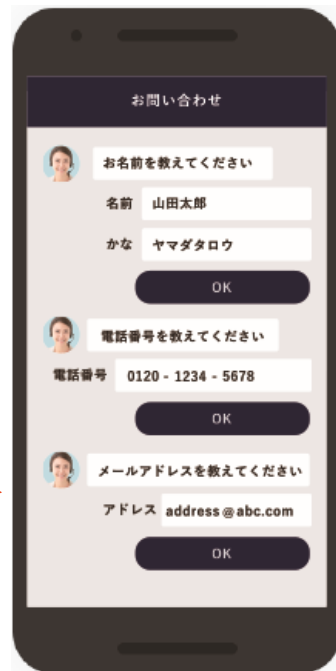 お問い合わせ
お名前を教えてください
名前 山田太郎
かな ヤマダタロウ
OK
電話番号を教えてください
電話番号 0120 - 1234 - 5678
OK
メールアドレスを教えてください
アドレス address@abc.com
OK